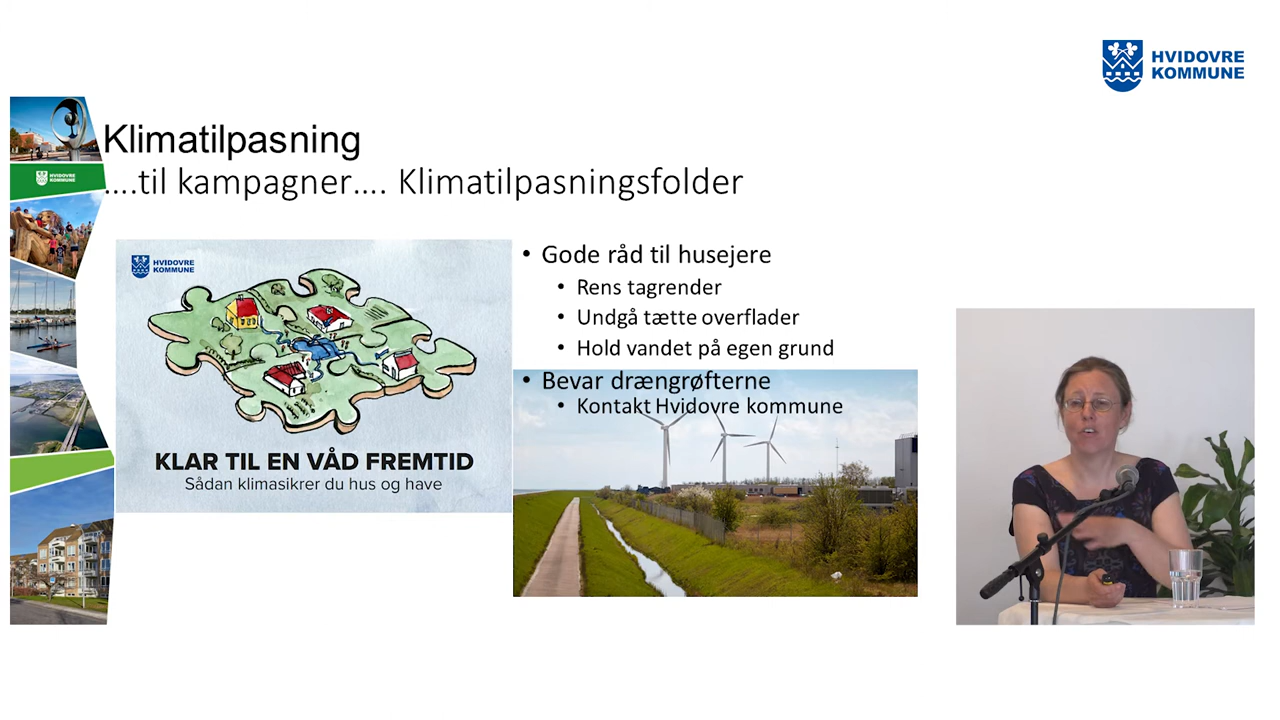 HVIDOVRE
KOMMUNE
Klimatilpasning
....til kampagner.... Klimatilpasningsfolder
HVIDOVRE
KOMMUNE
HVIDOVRE
KOMMUNE
KLAR TIL EN VÅD FREMTID
Sådan klimasikrer du hus og have
• Gode råd til husejere
• Rens tagrender
• Undgå tætte overflader
• Hold vandet på egen grund
• Bevar drængrøfterne
• Kontakt Hvidovre kommune